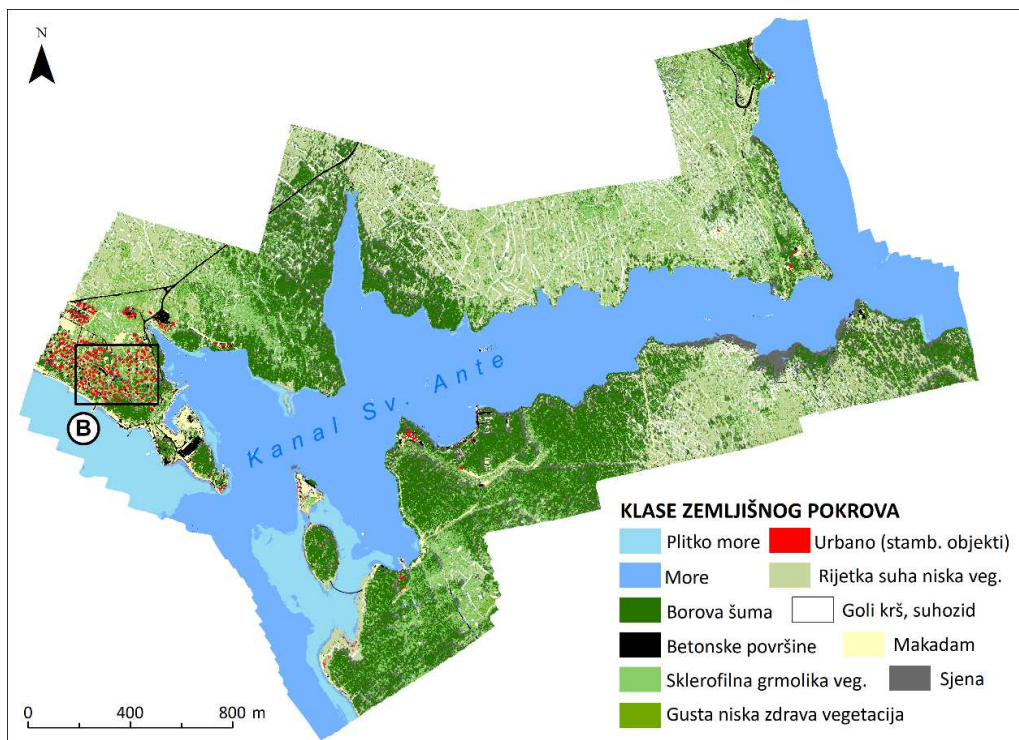 N
Kanal Sv. Ante
B
KLASE ZEMLJIŠNOG POKROVA
Plitko more
Urbano (stamb. objekti)
More
Rijetka suha niska veg.
Borova šuma
Goli krš, suhozid
Betonske površine
Makadam
Sklerofilna grmolika veg.
Sjena
Gusta niska zdrava vegetacija
0 400 800 m